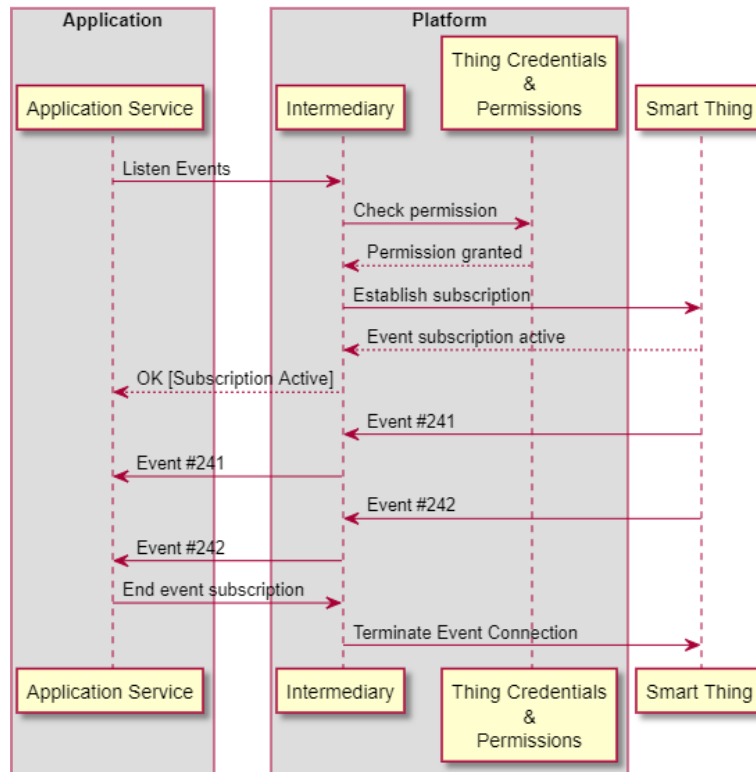 Application
Platform
Thing Credentials
&
Permissions
Application Service
Intermediary
Smart Thing
Listen Events
Check permission
Permission granted
Establish subscription
Event subscription active
OK [Subscription Active]
Event #241
Event #241
Event #242
Event #242
End event subscription
Terminate Event Connection
Application Service
Intermediary
Thing Credentials
&
Permissions
Smart Thing